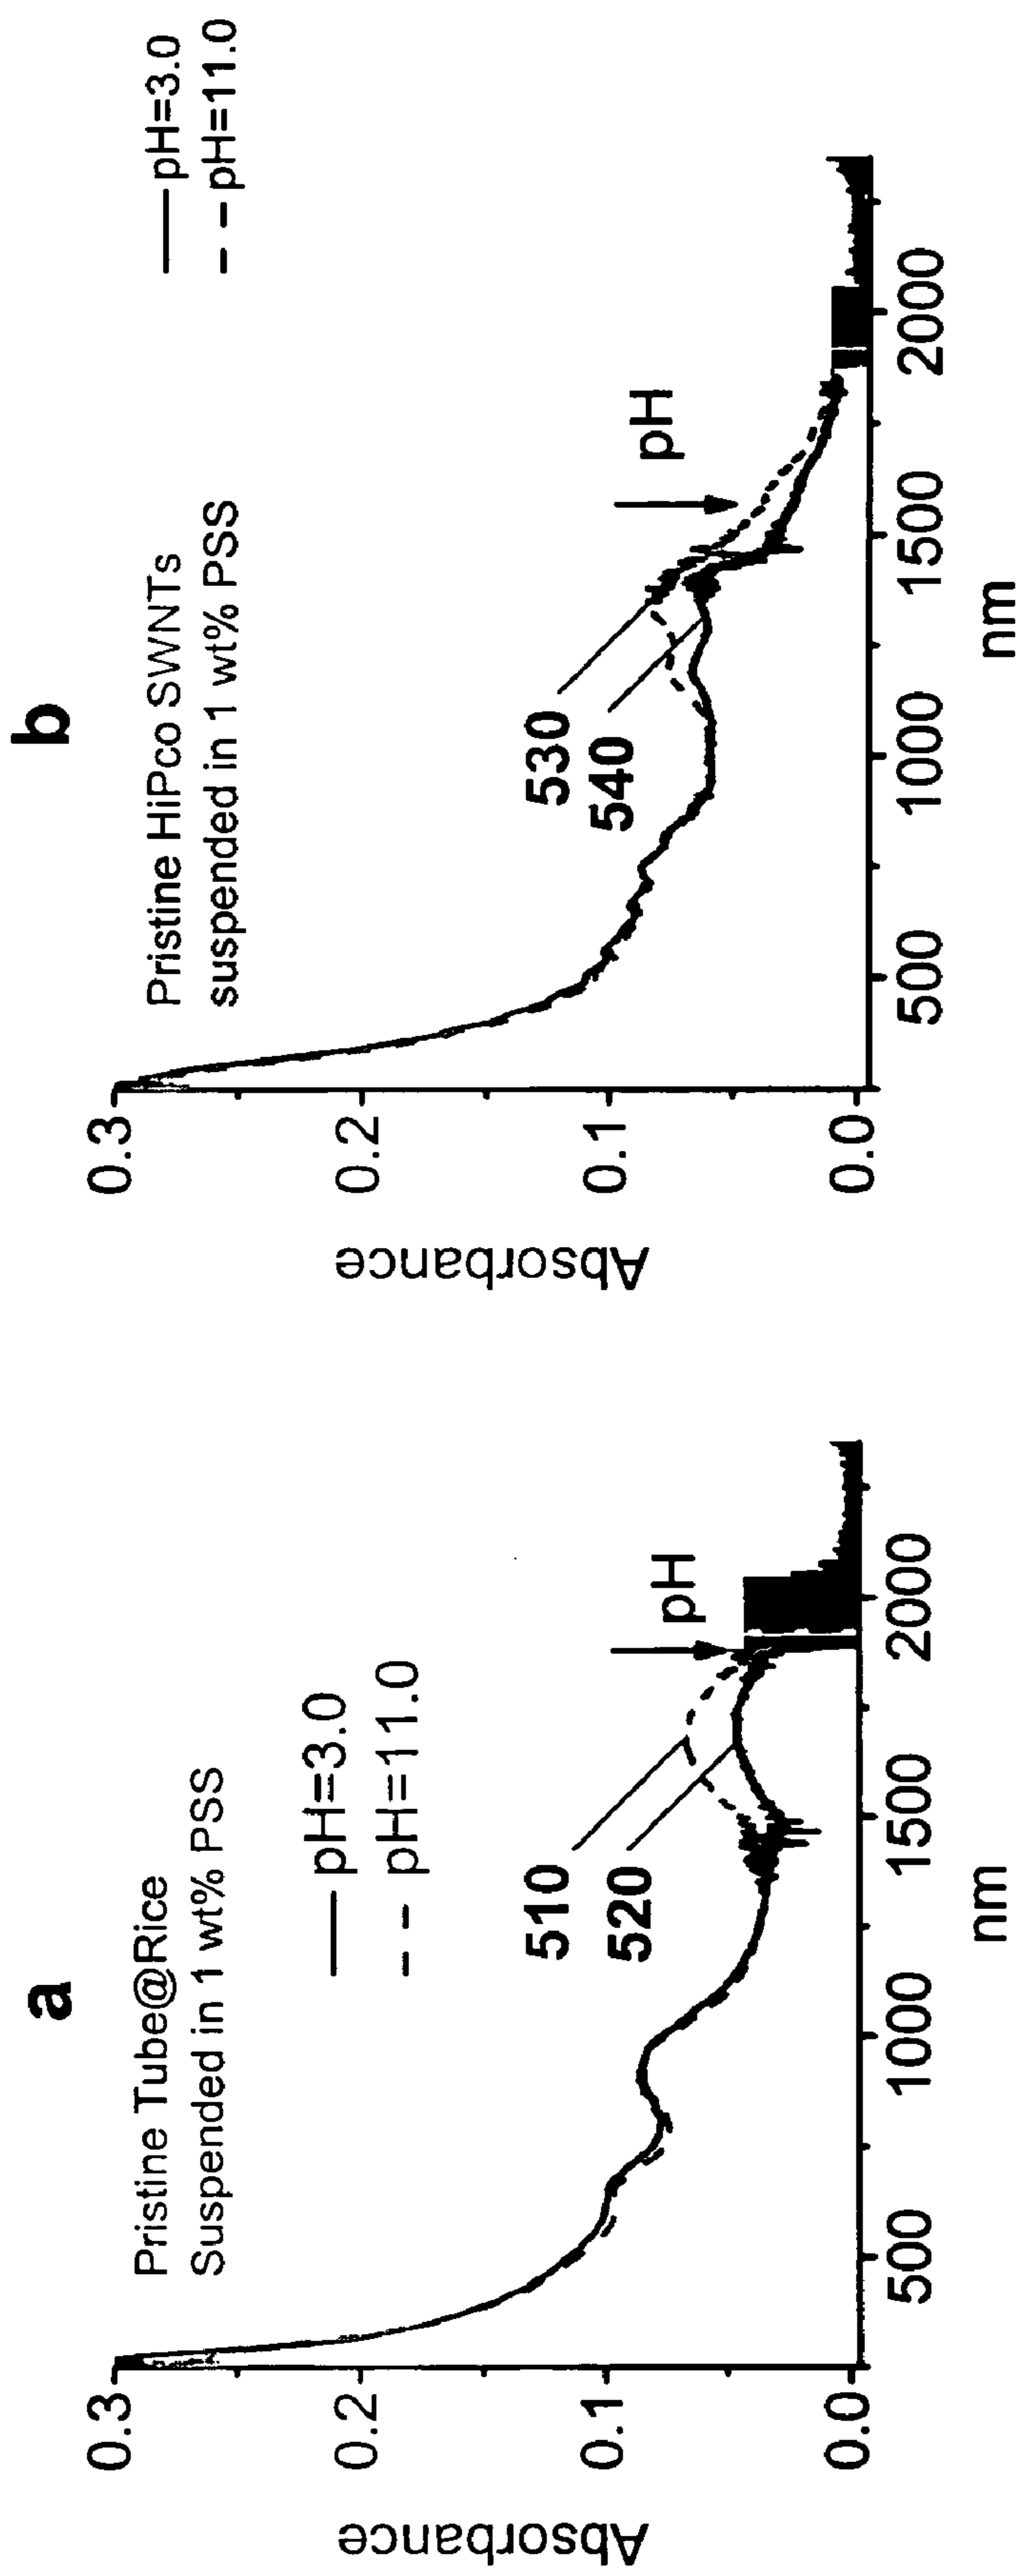 a
Pristine Tube@Rice
Suspended in 1 wt% PSS
pH=3.0
pH=11.0
510
520
pH
Absorbance
0.3
0.2
0.1
0.0
500
1000
1500
2000
nm
b
Pristine HiPco SWNTs
suspended in 1 wt% PSS
pH=3.0
pH=11.0
530
540
pH
Absorbance
0.3
0.2
0.1
0.0
500
1000
1500
2000
nm